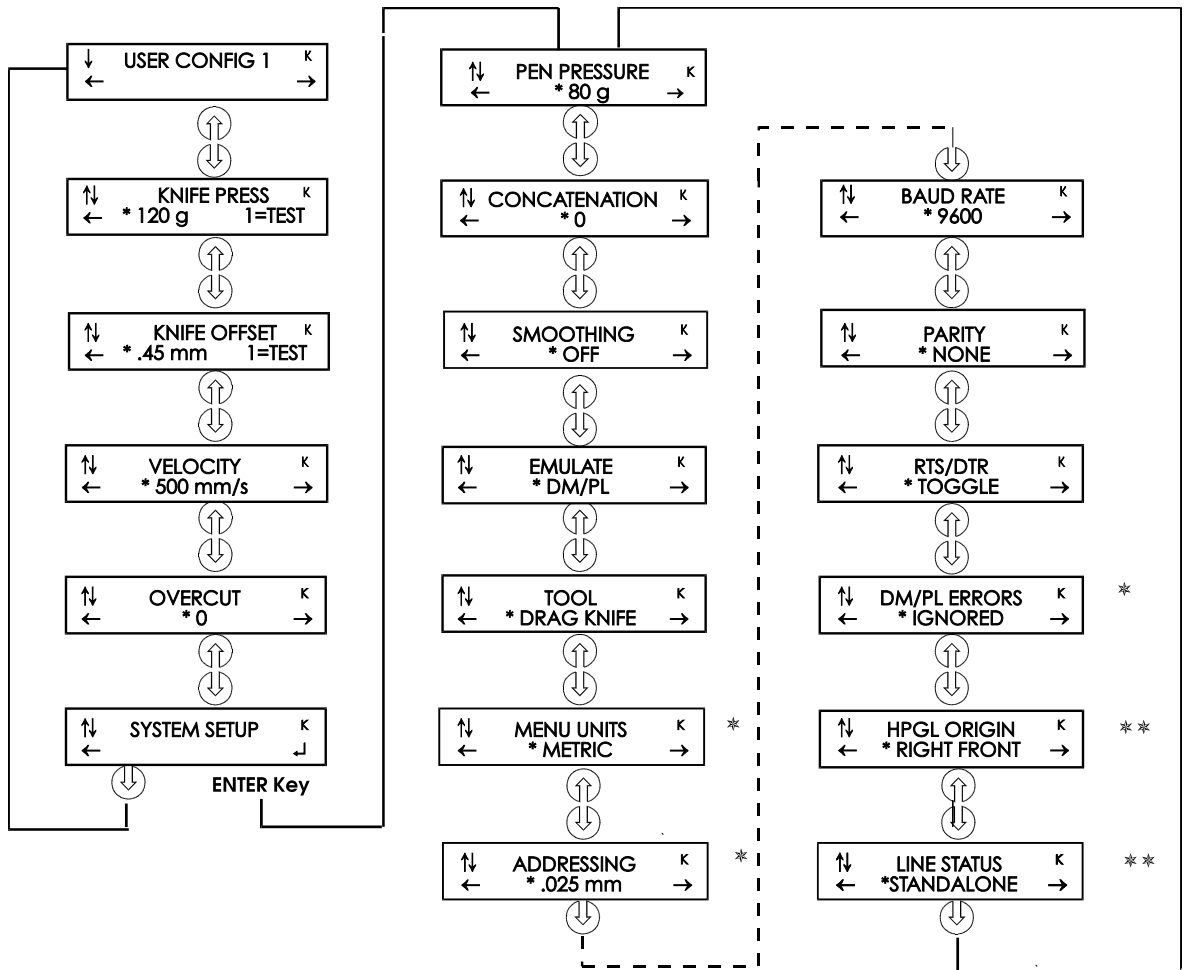 USER CONFIG 1 K
KNIFE PRESS K
* 120 g 1=TEST
KNIFE OFFSET K
* .45 mm 1=TEST
VELOCITY K
* 500 mm/s
OVERCUT K
* 0
SYSTEM SETUP K
ENTER Key
PEN PRESSURE K
* 80 g
CONCATENATION K
* 0
SMOOTHING K
* OFF
EMULATE K
* DM/PL
TOOL K
* DRAG KNIFE
MENU UNITS K
* METRIC
ADDRESSING K
* .025 mm
BAUD RATE K
* 9600
PARITY K
* NONE
RTS/DTR K
* TOGGLE
DM/PL ERRORS K
* IGNORED
HPGL ORIGIN K
* RIGHT FRONT
LINE STATUS K
*STANDALONE